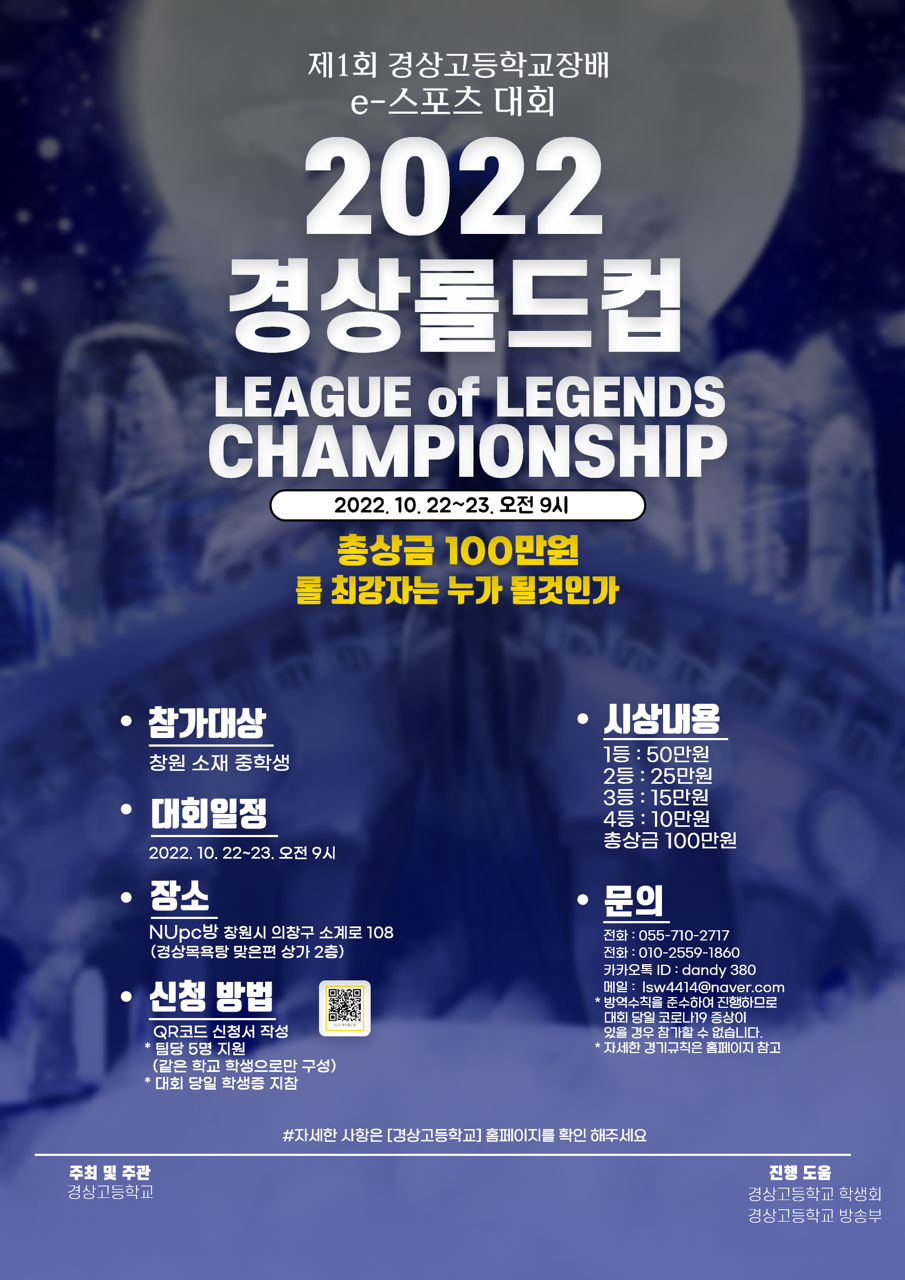 제1회 경상고등학교장배
e-스포츠 대회
2022
경상롤드컵
LEAGUE of LEGENDS
CHAMPIONSHIP
2022. 10. 22~23. 오전 9시
총상금 100만원
롤 최강자는 누가 될것인가
• 참가대상
창원 소재 중학생
• 대회일정
2022. 10. 22~23. 오전 9시
• 장소
NUpc방 창원시 의창구 소계로 108
(경상목욕탕 맞은편 상가 2층)
• 신청 방법
QR코드 신청서 작성
* 팀당 5명 지원
(같은 학교 학생으로만 구성)
* 대회 당일 학생증 지참
• 시상내용
1등 : 50만원
2등 : 25만원
3등 : 15만원
4등 : 10만원
총상금 100만원
• 문의
전화 : 055-710-2717
전화 : 010-2559-1860
카카오톡 ID : dandy 380
메일 : lsw4414@naver.com
* 방역수칙을 준수하여 진행하므로
대회 당일 코로나19 증상이
있을 경우 참가할 수 없습니다.
* 자세한 경기규칙은 홈페이지 참고
#자세한 사항은 [경상고등학교] 홈페이지를 확인 해주세요
주최 및 주관
경상고등학교
진행 도움
경상고등학교 학생회
경상고등학교 방송부